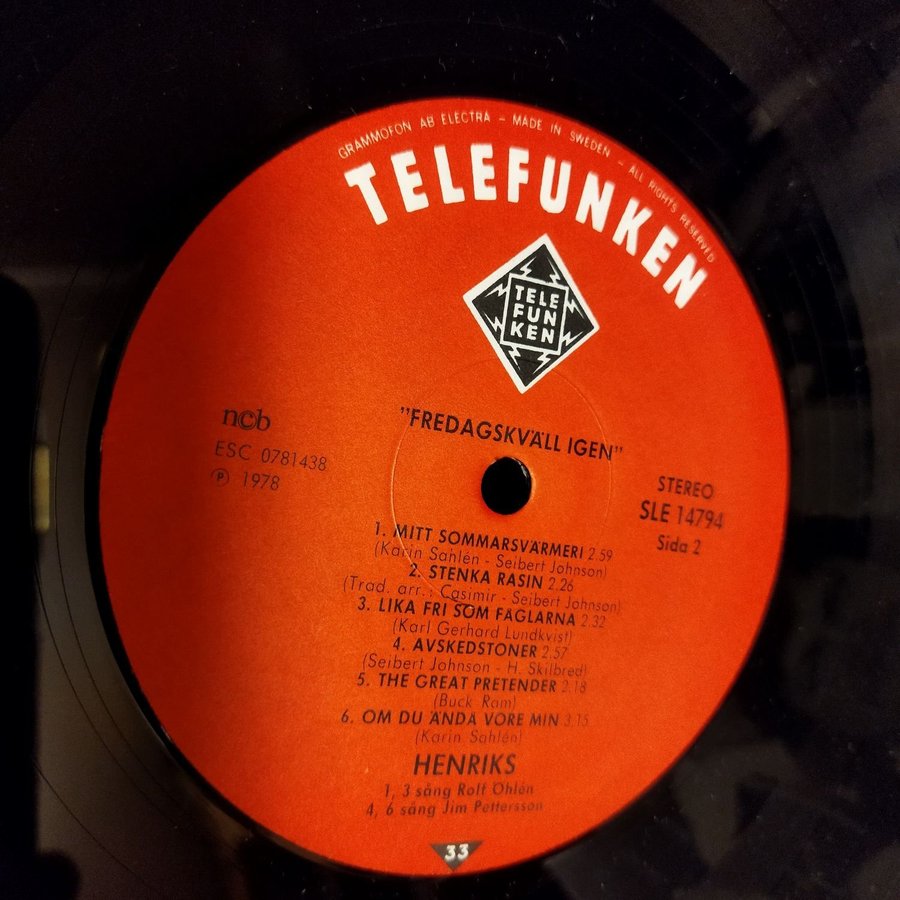 GRAMMOFON AB ELECTRA – MADE IN SWEDEN – ALL RIGHTS RESERVED
TELEFUNKEN
TELE
FUN
KEN
"FREDAGSKVÄLL IGEN"
n©b
ESC 0781438
℗ 1978
STEREO
SLE 14794
Sida 2
1. MITT SOMMARSVÄRMERI 2.59
(Karin Sahlén - Seibert Johnson)
2. STENKA RASIN 2.26
(Trad. arr.: Casimir - Seibert Johnson)
3. LIKA FRI SOM FÅGLARNA 2.32
(Karl Gerhard Lundkvist)
4. AVSKEDSTONER 2.57
(Seibert Johnson - H. Skilbred)
5. THE GREAT PRETENDER 2.18
(Buck Ram)
6. OM DU ÄNDÅ VORE MIN 3.15
(Karin Sahlén)
HENRIKS
1, 3 sång Rolf Öhlén
4, 6 sång Jim Pettersson
33